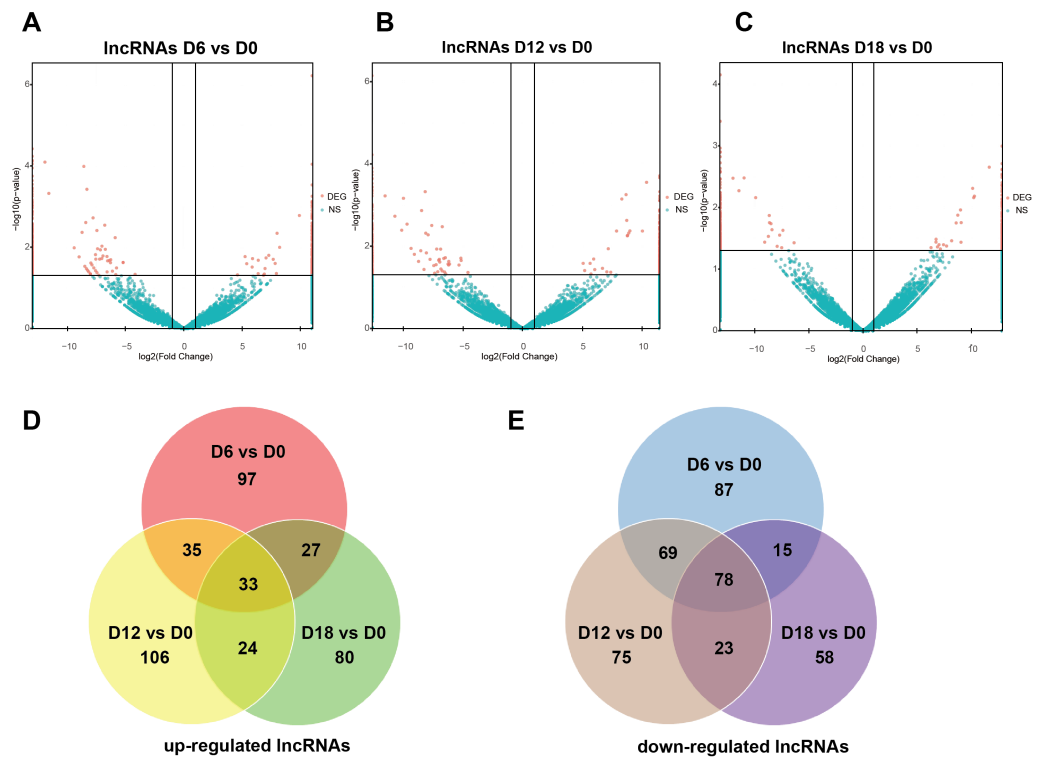 A
B
C
lncRNAs D6 vs D0
lncRNAs D12 vs D0
lncRNAs D18 vs D0
−log10(p−value)
6
4
2
0
−10
−5
0
5
10
log2(Fold Change)
DEG
NS
−log10(p−value)
6
4
2
0
−10
−5
0
5
10
log2(Fold Change)
DEG
NS
−log10(p−value)
4
3
2
1
0
−10
−5
0
5
10
log2(Fold Change)
DEG
NS
D
D6 vs D0
97
35
27
33
D12 vs D0
106
24
D18 vs D0
80
up-regulated lncRNAs
E
D6 vs D0
87
69
15
78
D12 vs D0
75
23
D18 vs D0
58
down-regulated lncRNAs